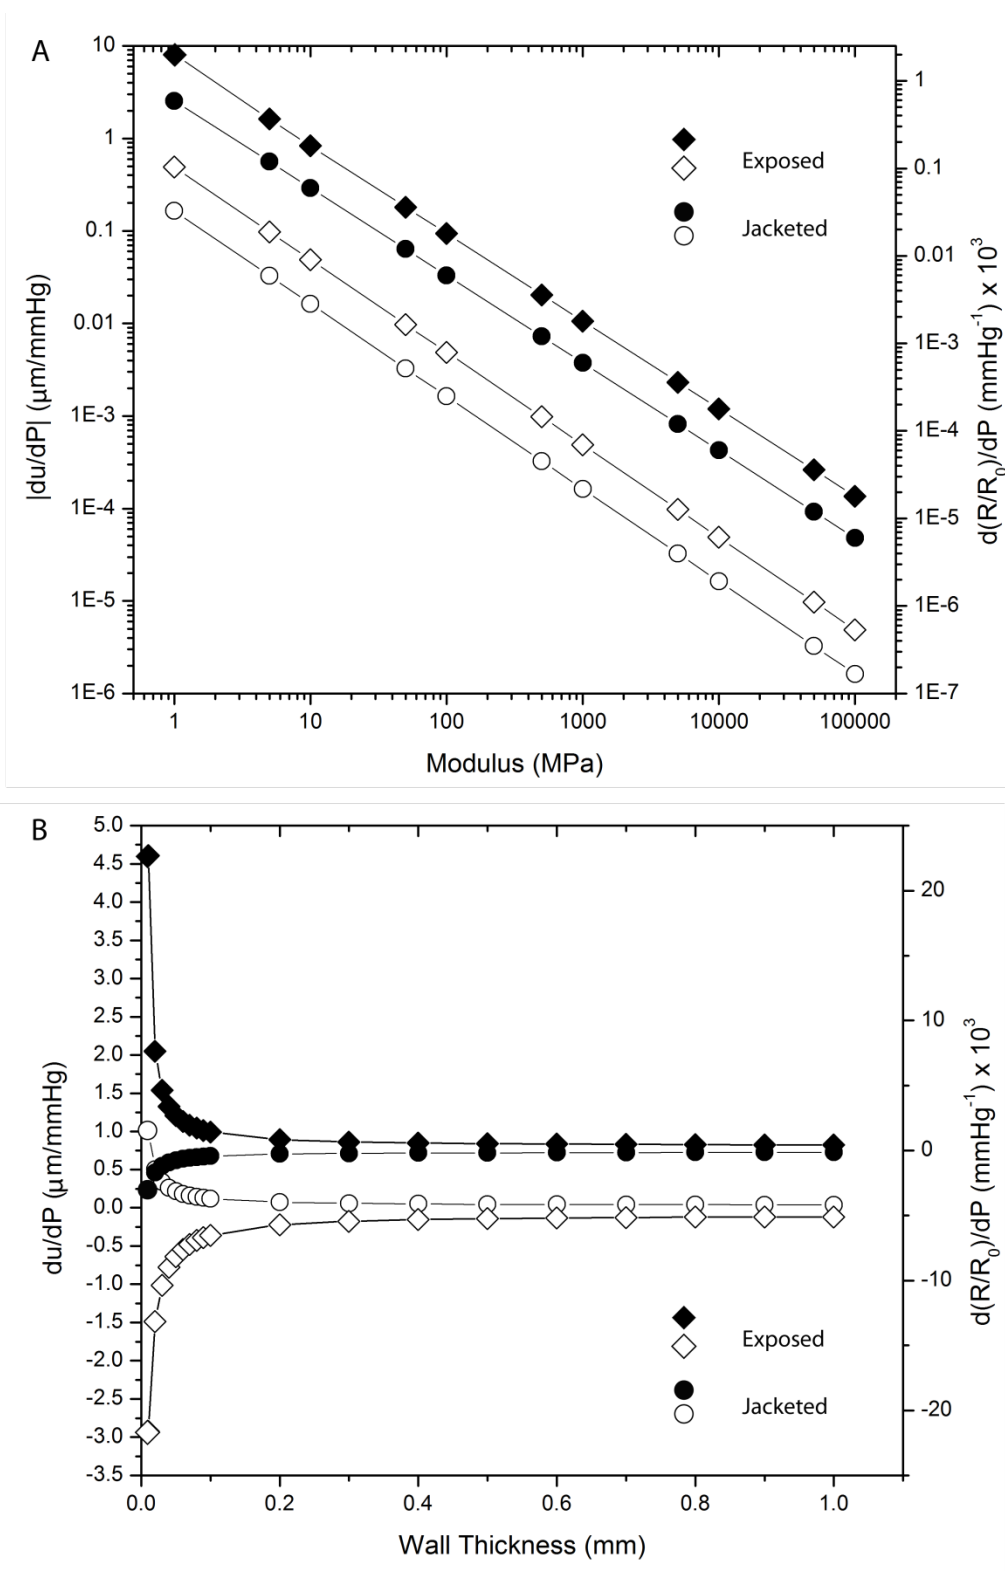 A
10
1
0.1
0.01
1E-3
1E-4
1E-5
1E-6
|du/dP| (µm/mmHg)
1
10
100
1000
10000
100000
Modulus (MPa)
1
0.1
0.01
1E-3
1E-4
1E-5
1E-6
1E-7
d(R/R₀)/dP (mmHg⁻¹) x 10³
Exposed
Jacketed
B
5.0
4.5
4.0
3.5
3.0
2.5
2.0
1.5
1.0
0.5
0.0
-0.5
-1.0
-1.5
-2.0
-2.5
-3.0
-3.5
du/dP (µm/mmHg)
0.0
0.2
0.4
0.6
0.8
1.0
Wall Thickness (mm)
20
10
0
-10
-20
d(R/R₀)/dP (mmHg⁻¹) x 10³
Exposed
Jacketed